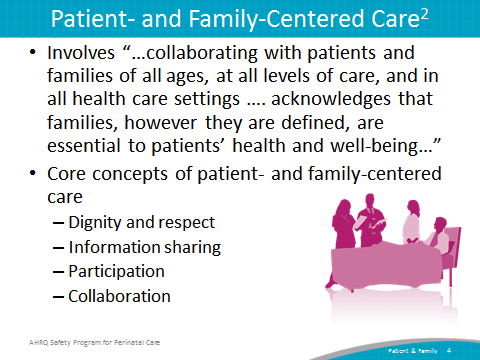 Patient- and Family-Centered Care2
• Involves “…collaborating with patients and
families of all ages, at all levels of care, and in
all health care settings .... acknowledges that
families, however they are defined, are
essential to patients’ health and well-being…”
• Core concepts of patient- and family-centered
care
– Dignity and respect
– Information sharing
– Participation
– Collaboration
AHRQ Safety Program for Perinatal Care
Patient & Family 4